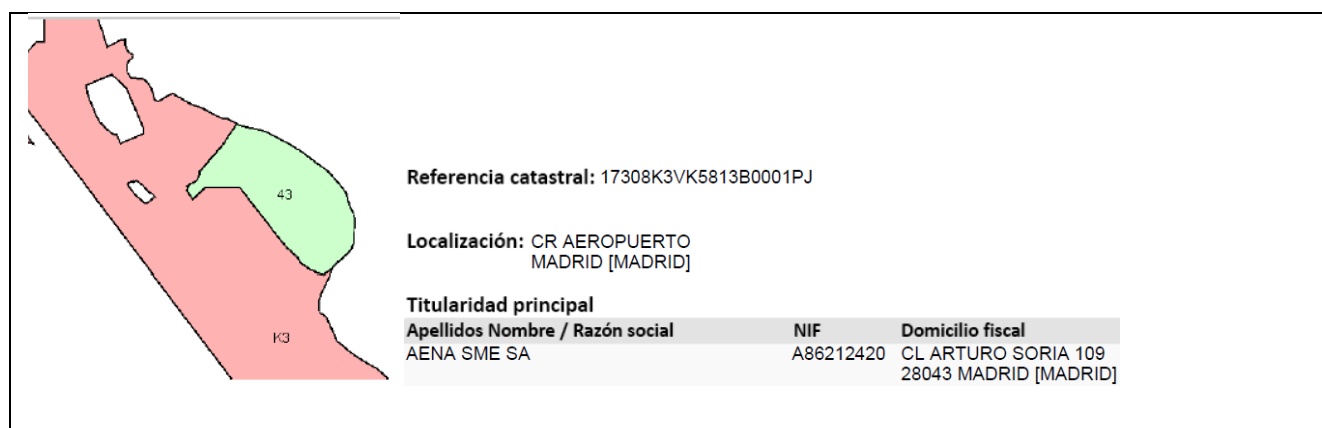 43
K3
Referencia catastral: 17308K3VK5813B0001PJ
Localización: CR AEROPUERTO
MADRID [MADRID]
Titularidad principal
Apellidos Nombre / Razón social NIF Domicilio fiscal
AENA SME SA A86212420 CL ARTURO SORIA 109
28043 MADRID [MADRID]